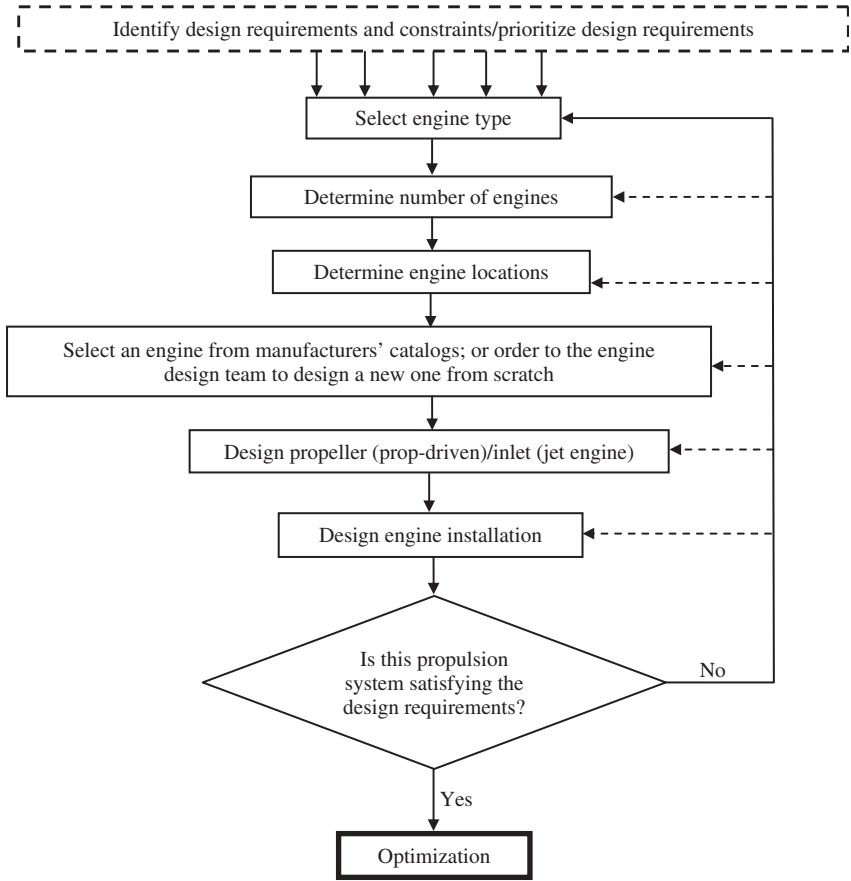 Identify design requirements and constraints/prioritize design requirements
Select engine type
Determine number of engines
Determine engine locations
Select an engine from manufacturers’ catalogs; or order to the engine
design team to design a new one from scratch
Design propeller (prop-driven)/inlet (jet engine)
Design engine installation
Is this propulsion
system satisfying the
design requirements?
No
Yes
Optimization